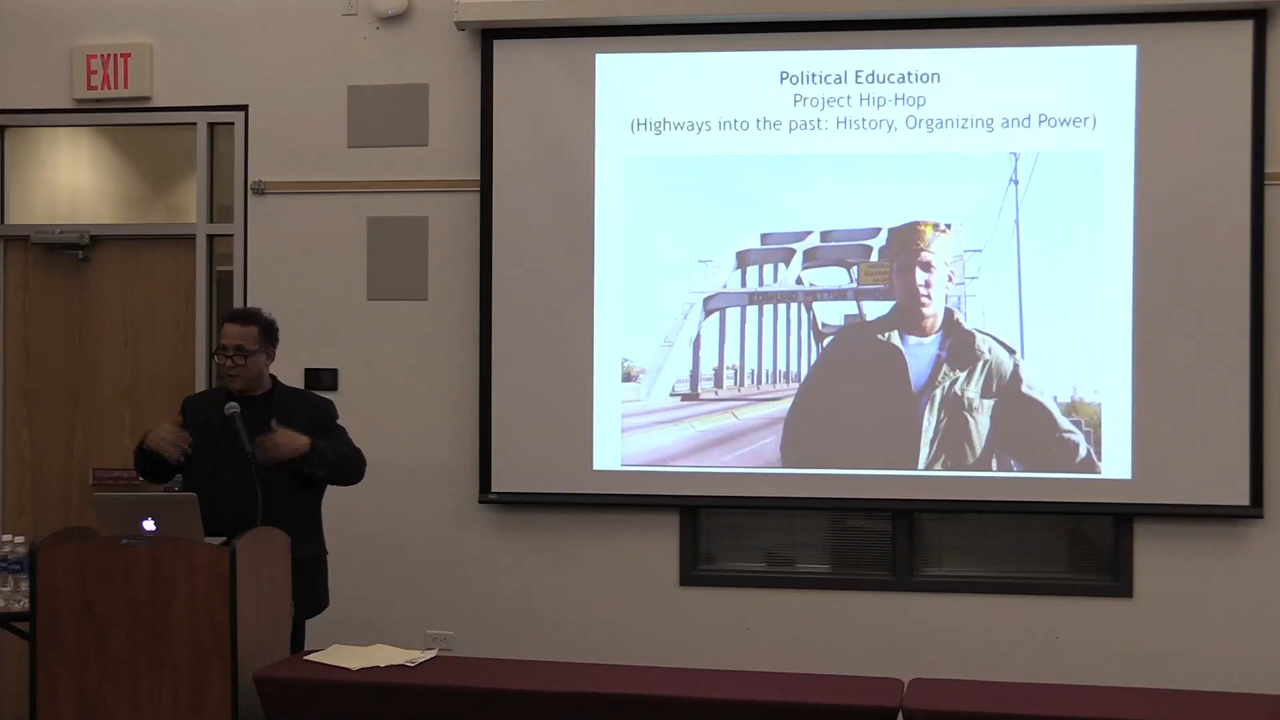 EXIT
Political Education
Project Hip-Hop
(Highways into the past: History, Organizing and Power)